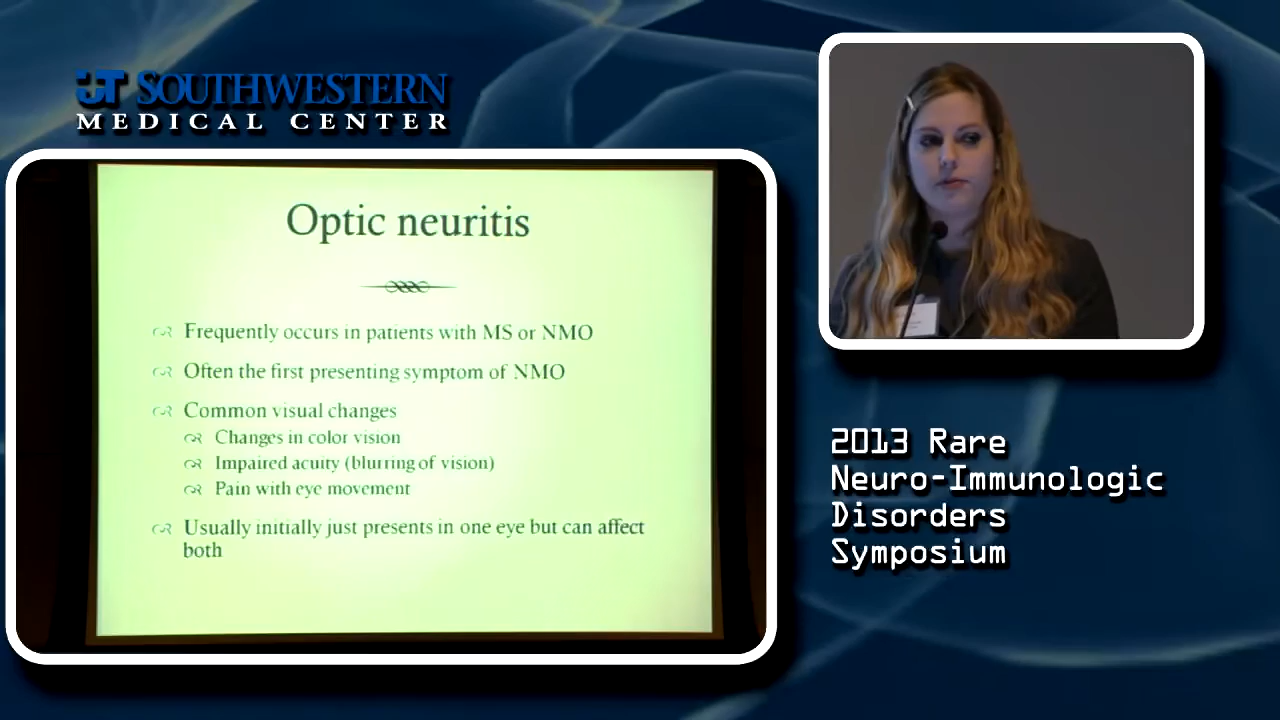 UT SOUTHWESTERN
MEDICAL CENTER
Optic neuritis
Frequently occurs in patients with MS or NMO
Often the first presenting symptom of NMO
Common visual changes
Changes in color vision
Impaired acuity (blurring of vision)
Pain with eye movement
Usually initially just presents in one eye but can affect
both
2013 Rare
Neuro-Immunologic
Disorders
Symposium